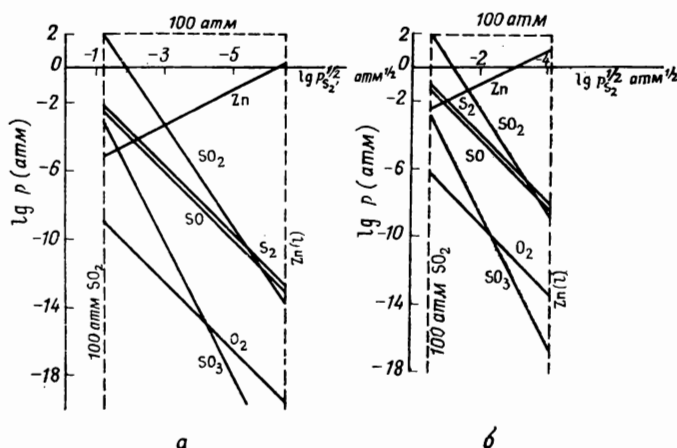 100 атм
-1
-3
-5
0
lg p_{S_2}^{1/2}, атм^{1/2}
-2
-6
-10
-14
-18
lg p (атм)
Zn
SO_2
SO
S_2
Zn(l)
100 атм SO_2
O_2
SO_3
а
100 атм
2
0
-2
-4
lg p_{S_2}^{1/2} атм^{1/2}
-2
-6
-10
-14
-18
lg p (атм)
Zn
S_2
SO_2
SO
O_2
Zn(l)
100 атм SO_2
SO_3
б